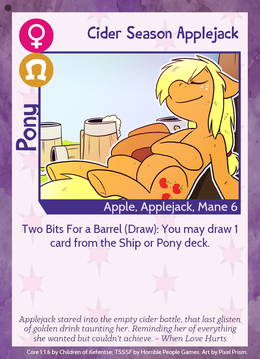 Cider Season Applejack
Pony
Apple, Applejack, Mane 6
Two Bits For a Barrel (Draw): You may draw 1
card from the Ship or Pony deck.
Applejack stared into the empty cider bottle, that last glisten
of golden drink taunting her. Reminding her of everything
she wanted but couldn't achieve. - When Love Hurts
Core 1.1.6 by Children of Kefentse; TSSSF by Horrible People Games. Art by Pixel Prism.